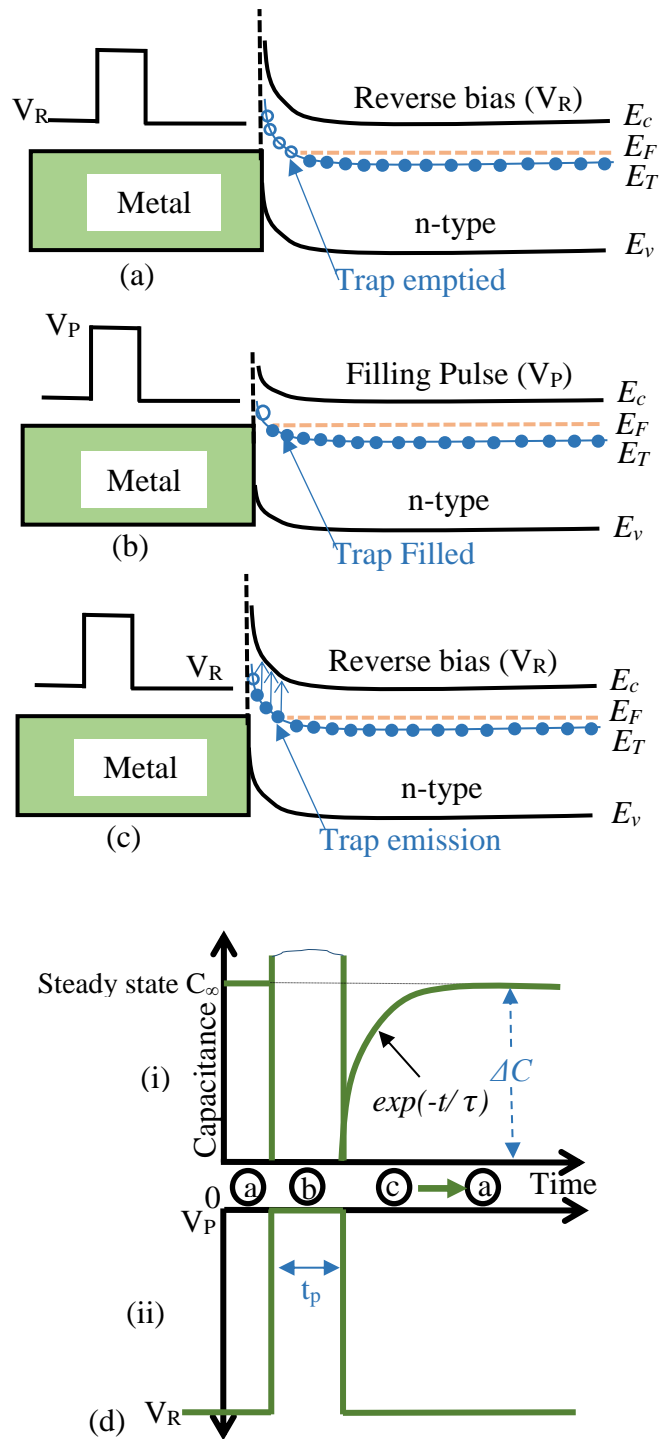 Reverse bias (V_R)
V_R
E_c
E_F
E_T
Metal
n-type
E_v
(a)
Trap emptied
V_P
Filling Pulse (V_P)
E_c
E_F
E_T
Metal
n-type
E_v
(b)
Trap Filled
V_R
Reverse bias (V_R)
E_c
E_F
E_T
Metal
n-type
E_v
(c)
Trap emission
Steady state C_∞
Capacitance
(i)
ΔC
exp(-t/ τ)
0
a
b
c
a
Time
V_P
t_p
(ii)
(d)
V_R